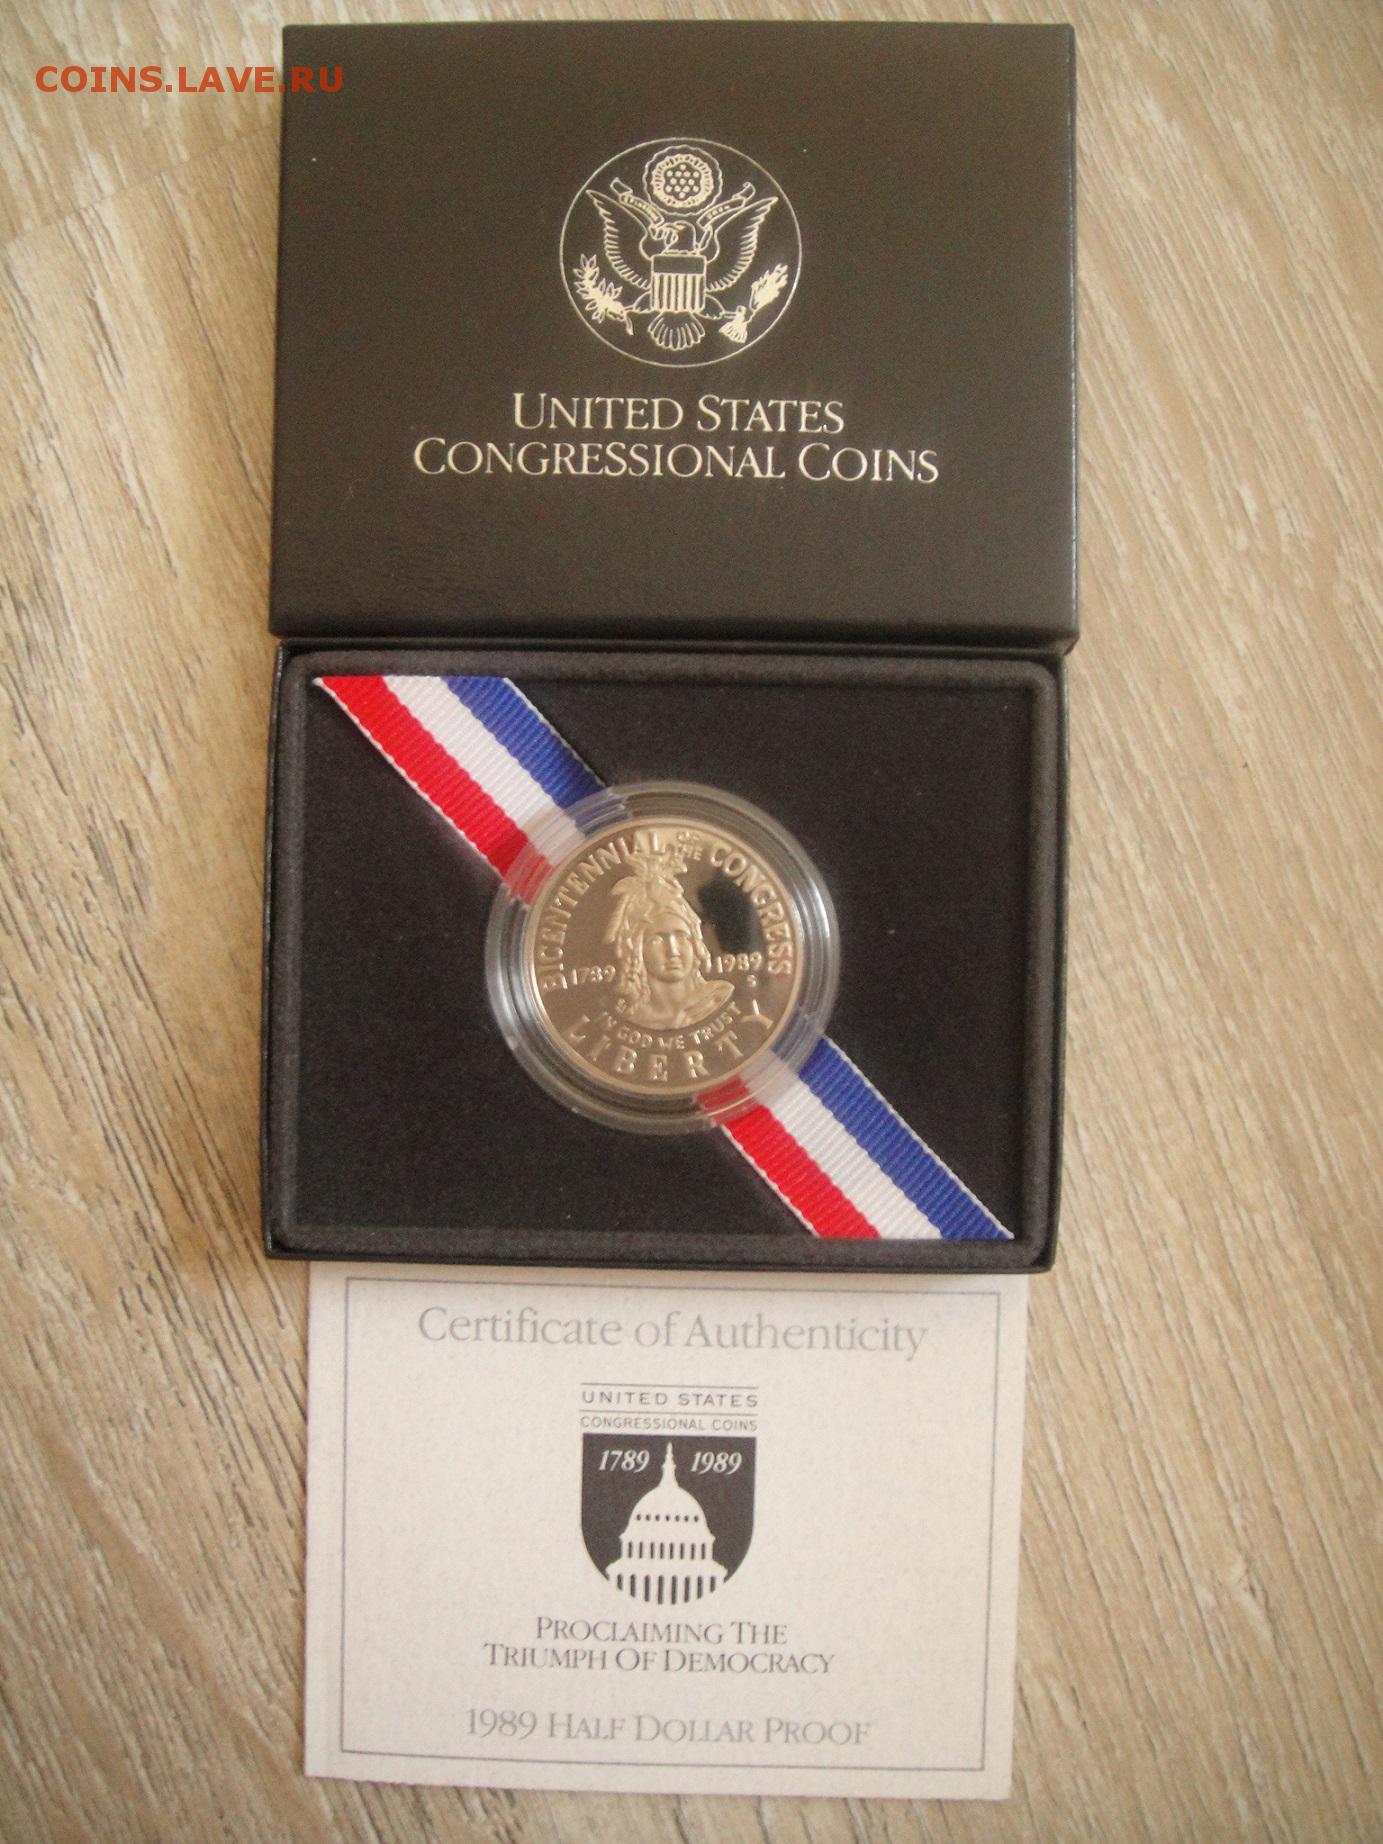 COINS.LAVE.RU
UNITED STATES
CONGRESSIONAL COINS
BICENTENNIAL OF THE CONGRESS
1789 1989
S
IN GOD WE TRUST
LIBERTY
Certificate of Authenticity
UNITED STATES
CONGRESSIONAL COINS
1789 1989
PROCLAIMING THE
TRIUMPH OF DEMOCRACY
1989 HALF DOLLAR PROOF